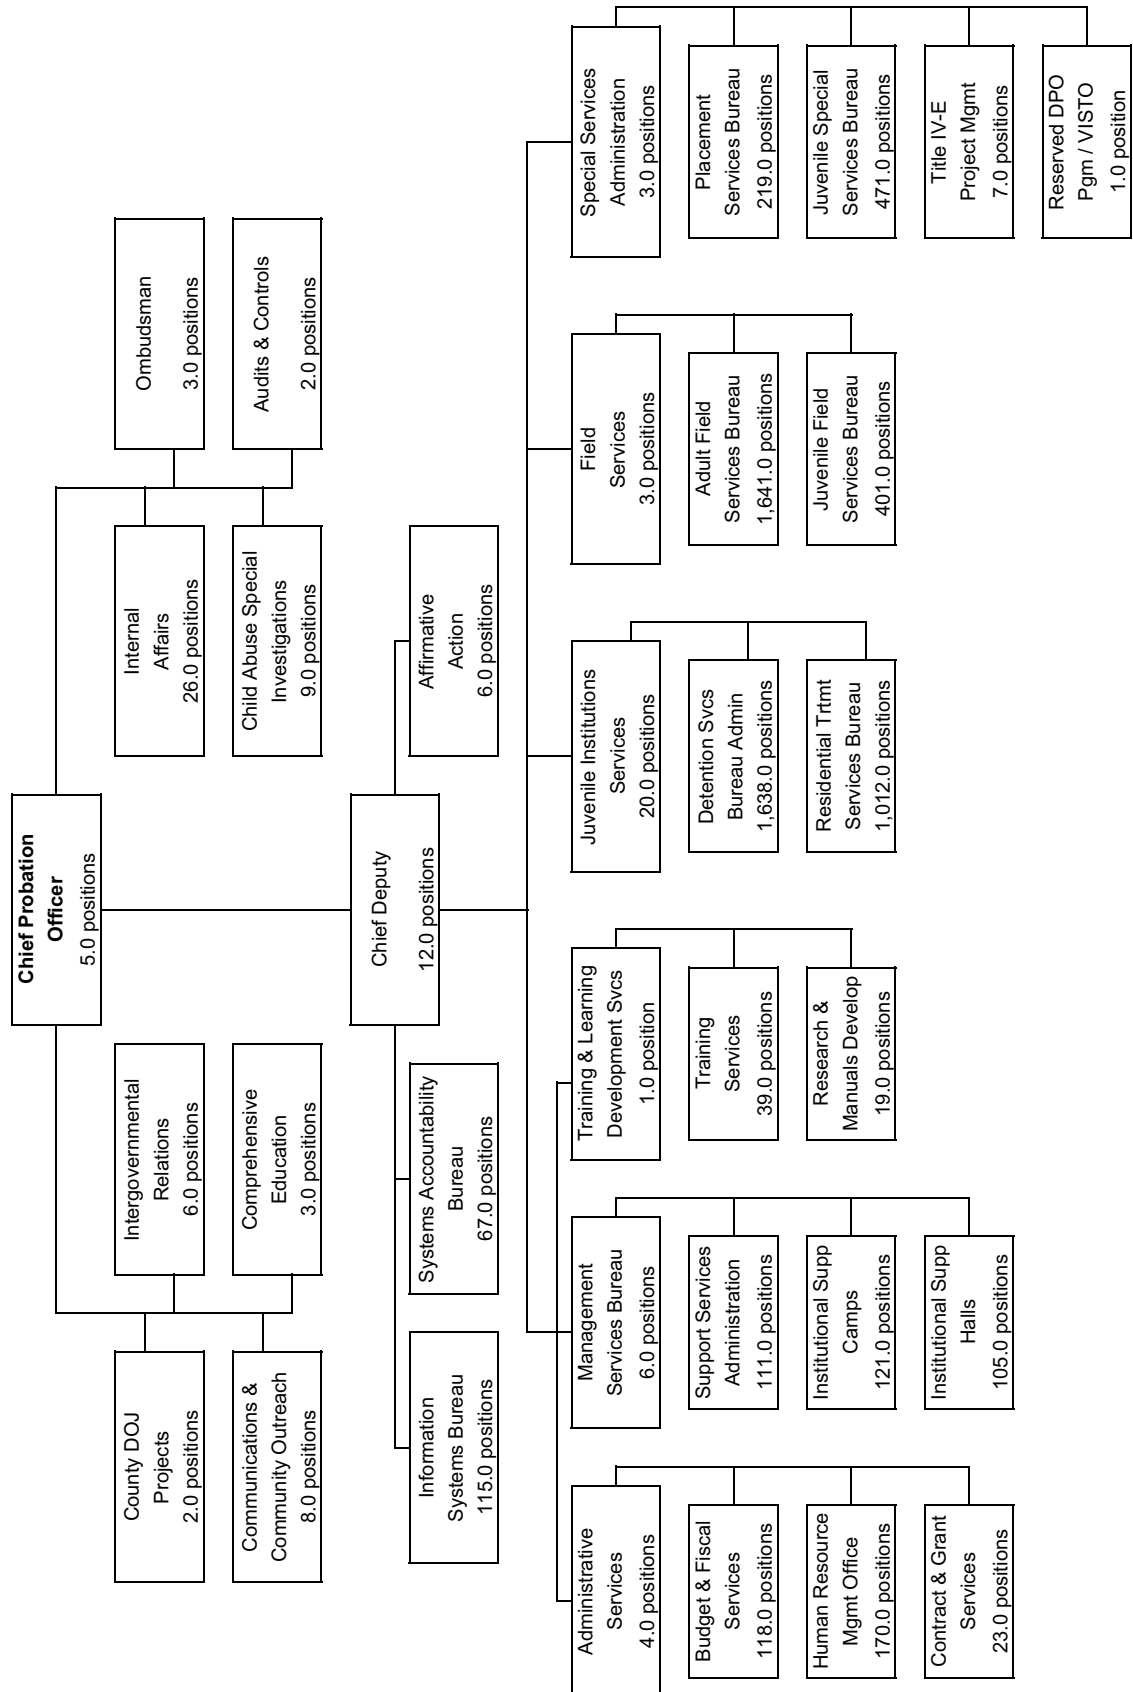 Chief Probation
Officer
5.0 positions
County DOJ
Projects
2.0 positions
Intergovernmental
Relations
6.0 positions
Internal
Affairs
26.0 positions
Ombudsman
3.0 positions
Communications &
Community Outreach
8.0 positions
Comprehensive
Education
3.0 positions
Child Abuse Special
Investigations
9.0 positions
Audits & Controls
2.0 positions
Chief Deputy
12.0 positions
Information
Systems Bureau
115.0 positions
Systems Accountability
Bureau
67.0 positions
Affirmative
Action
6.0 positions
Administrative
Services
4.0 positions
Budget & Fiscal
Services
118.0 positions
Human Resource
Mgmt Office
170.0 positions
Contract & Grant
Services
23.0 positions
Management
Services Bureau
6.0 positions
Support Services
Administration
111.0 positions
Institutional Supp
Camps
121.0 positions
Institutional Supp
Halls
105.0 positions
Training & Learning
Development Svcs
1.0 position
Training
Services
39.0 positions
Research &
Manuals Develop
19.0 positions
Juvenile Institutions
Services
20.0 positions
Detention Svcs
Bureau Admin
1,638.0 positions
Residential Trtmt
Services Bureau
1,012.0 positions
Field
Services
3.0 positions
Adult Field
Services Bureau
1,641.0 positions
Juvenile Field
Services Bureau
401.0 positions
Special Services
Administration
3.0 positions
Placement
Services Bureau
219.0 positions
Juvenile Special
Services Bureau
471.0 positions
Title IV-E
Project Mgmt
7.0 positions
Reserved DPO
Pgm / VISTO
1.0 position